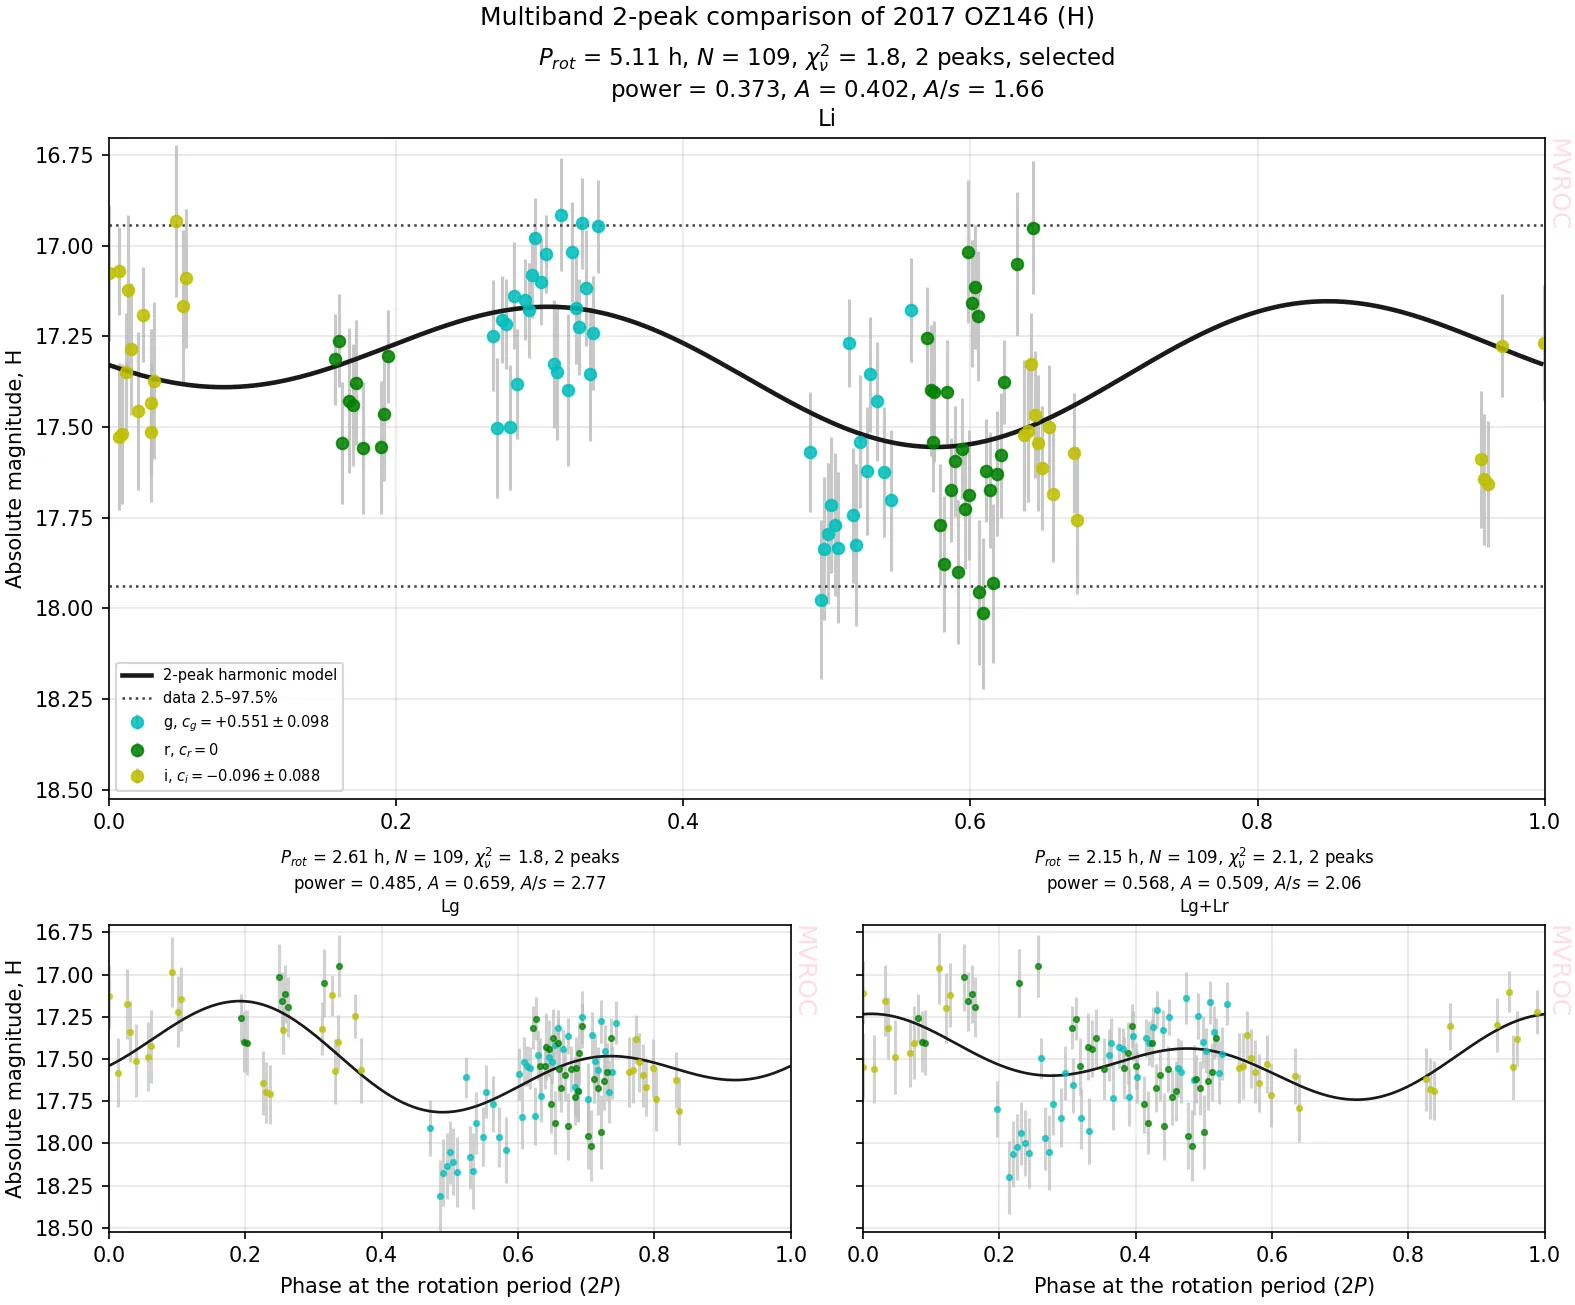 Multiband 2-peak comparison of 2017 OZ146 (H)
P_rot = 5.11 h, N = 109, χ²_ν = 1.8, 2 peaks, selected
power = 0.373, A = 0.402, A/s = 1.66
Li
MVROC
Absolute magnitude, H
16.75
17.00
17.25
17.50
17.75
18.00
18.25
18.50
2-peak harmonic model
data 2.5–97.5%
g, c_g = +0.551 ± 0.098
r, c_r = 0
i, c_i = −0.096 ± 0.088
0.0 0.2 0.4 0.6 0.8 1.0
P_rot = 2.61 h, N = 109, χ²_ν = 1.8, 2 peaks
power = 0.485, A = 0.659, A/s = 2.77
Lg
MVROC
Absolute magnitude, H
16.75
17.00
17.25
17.50
17.75
18.00
18.25
18.50
0.0 0.2 0.4 0.6 0.8 1.0
Phase at the rotation period (2P)
P_rot = 2.15 h, N = 109, χ²_ν = 2.1, 2 peaks
power = 0.568, A = 0.509, A/s = 2.06
Lg+Lr
MVROC
0.0 0.2 0.4 0.6 0.8 1.0
Phase at the rotation period (2P)